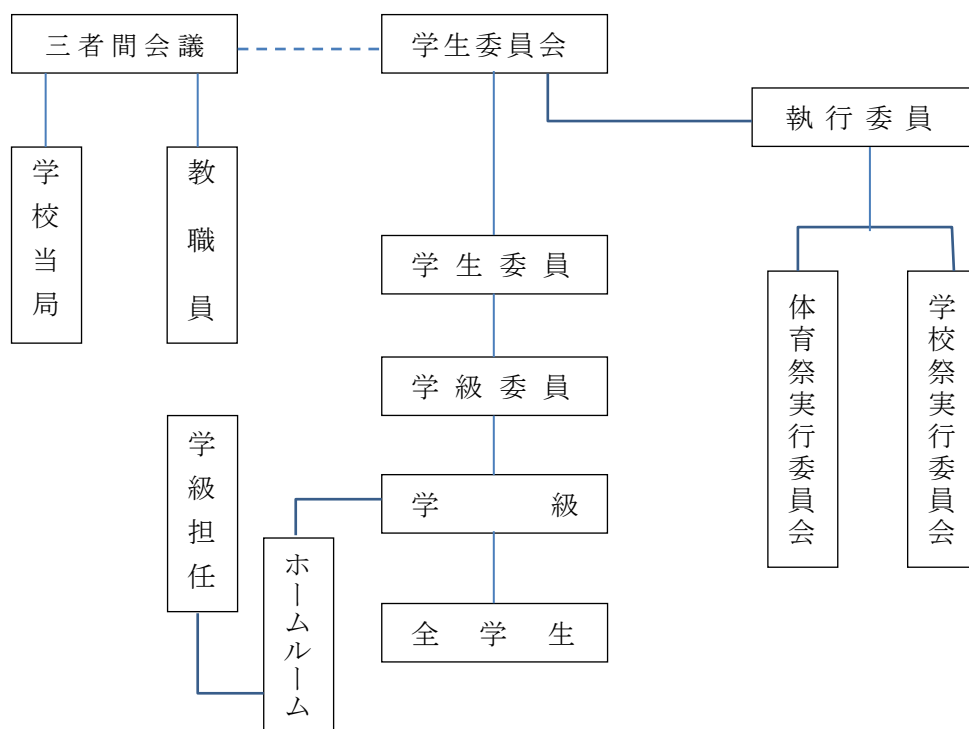 三者間会議
学生委員会
執行委員
学校当局
教職員
学生委員
学級委員
体育祭実行委員会
学校祭実行委員会
学級担任
学級
ホームルーム
全学生